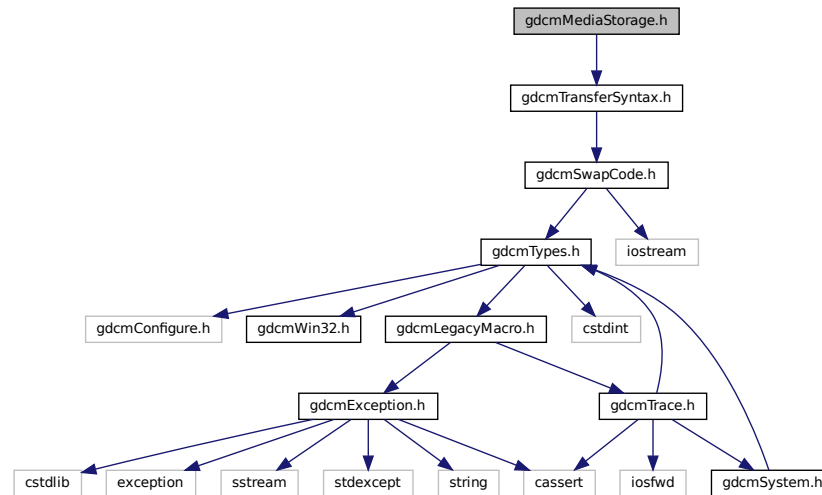 gdcmMediaStorage.h
gdcmTransferSyntax.h
gdcmSwapCode.h
gdcmTypes.h
iostream
gdcmConfigure.h
gdcmWin32.h
gdcmLegacyMacro.h
cstdint
gdcmException.h
gdcmTrace.h
cstdlib
exception
sstream
stdexcept
string
cassert
iosfwd
gdcmSystem.h